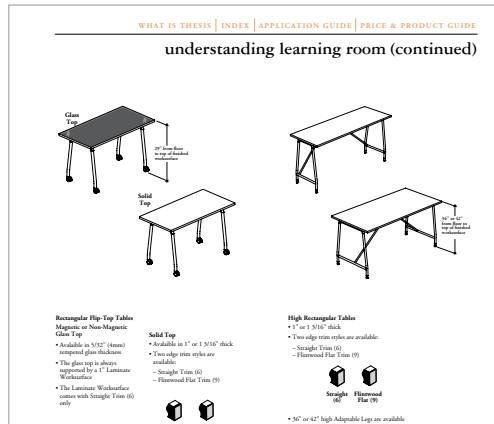 WHAT IS THESIS | INDEX | APPLICATION GUIDE | PRICE & PRODUCT GUIDE
understanding learning room (continued)
Glass
Top
29" from floor
to top of finished
worksurface
Solid
Top
36" or 42"
from floor to
top of finished
worksurface
Rectangular Flip-Top Tables
Magnetic or Non-Magnetic
Glass Top
• Avalaible in 5/32" (4mm)
tempered glass thickness
• The glass top is always
supported by a 1" Laminate
Worksurface
• The Laminate Worksurface
comes with Straight Trim (6)
only
Solid Top
• Avalaible in 1" or 1 3/16" thick
• Two edge trim styles are
available:
– Straight Trim (6)
– Flintwood Flat Trim (9)
High Rectangular Tables
• 1" or 1 3/16" thick
• Two edge trim styles are available:
– Straight Trim (6)
– Flintwood Flat Trim (9)
Straight
(6)
Flintwood
Flat (9)
• 36" or 42" high Adaptable Legs are available